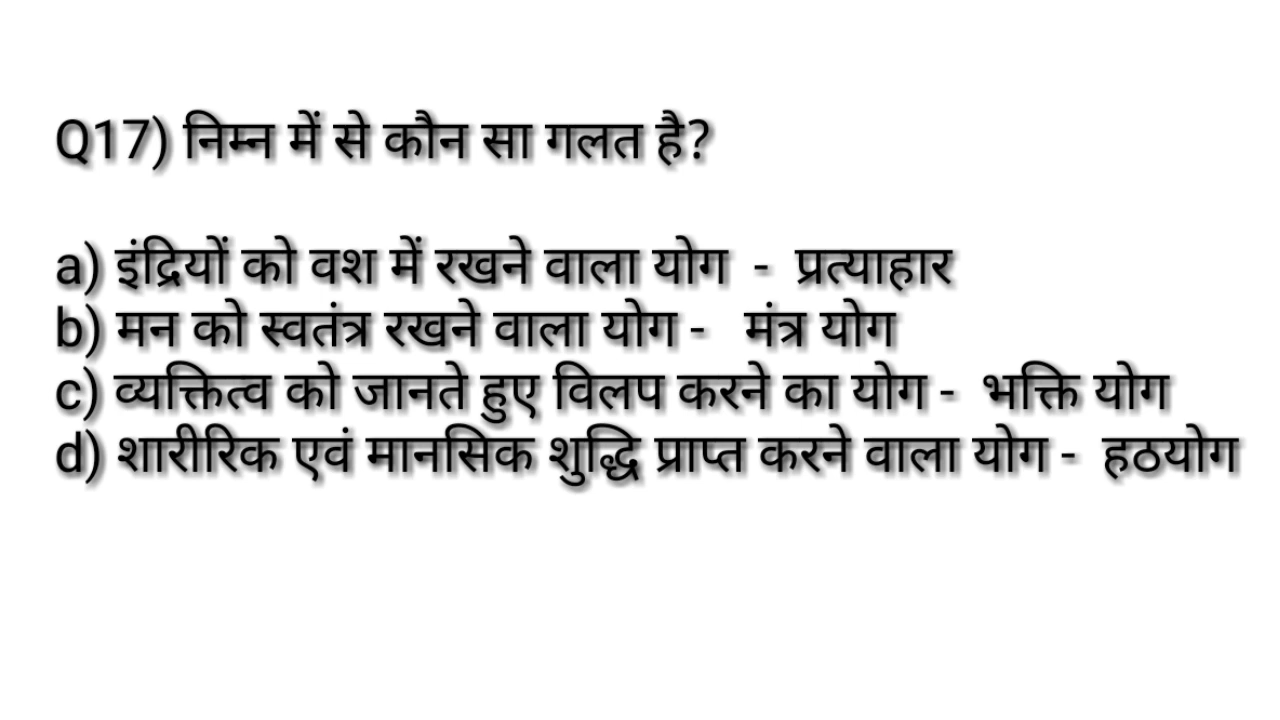 Q17) निम्न में से कौन सा गलत है?
a) इंद्रियों को वश में रखने वाला योग - प्रत्याहार
b) मन को स्वतंत्र रखने वाला योग - मंत्र योग
c) व्यक्तित्व को जानते हुए विलप करने का योग - भक्ति योग
d) शारीरिक एवं मानसिक शुद्धि प्राप्त करने वाला योग - हठयोग